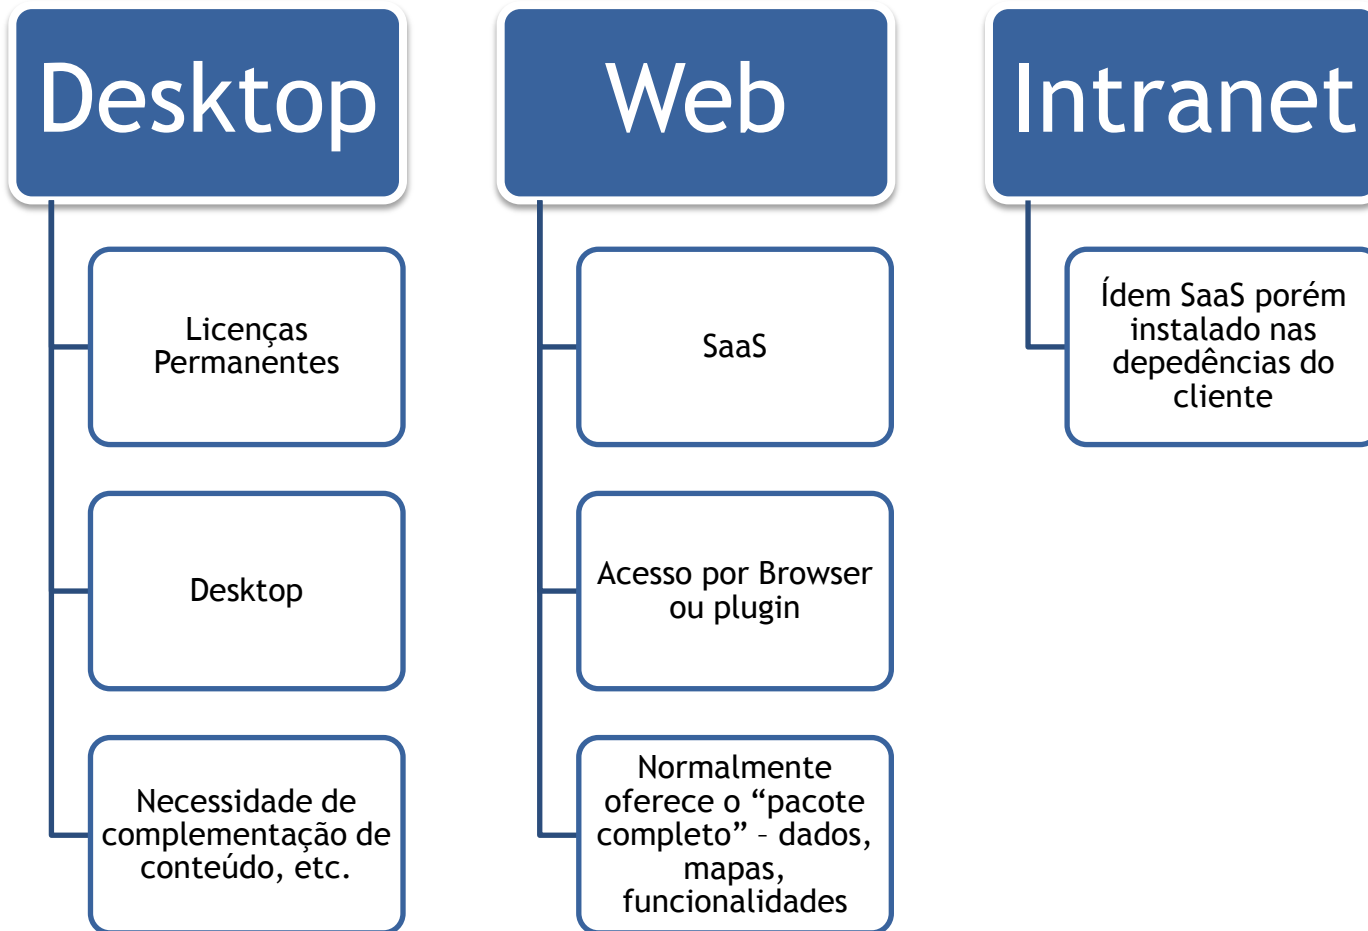 Desktop
Licenças
Permanentes
Desktop
Necessidade de
complementação de
conteúdo, etc.
Web
SaaS
Acesso por Browser
ou plugin
Normalmente
oferece o “pacote
completo” – dados,
mapas,
funcionalidades
Intranet
Ídem SaaS porém
instalado nas
depedências do
cliente